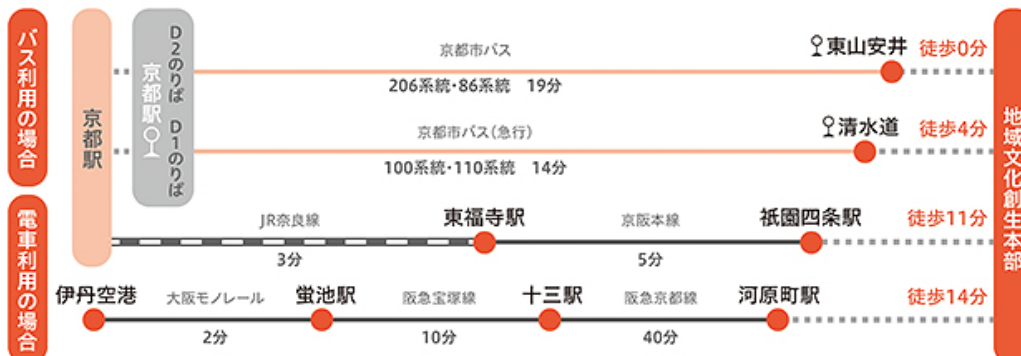 バス利用の場合
京都駅
D2のりば
京都駅
D1のりば
京都市バス
206系統・86系統 19分
東山安井
徒歩0分
京都市バス(急行)
100系統・110系統 14分
清水道
徒歩4分
電車利用の場合
JR奈良線
3分
東福寺駅
京阪本線
5分
祇園四条駅
徒歩11分
伊丹空港
大阪モノレール
2分
蛍池駅
阪急宝塚線
10分
十三駅
阪急京都線
40分
河原町駅
徒歩14分
地域文化創生本部